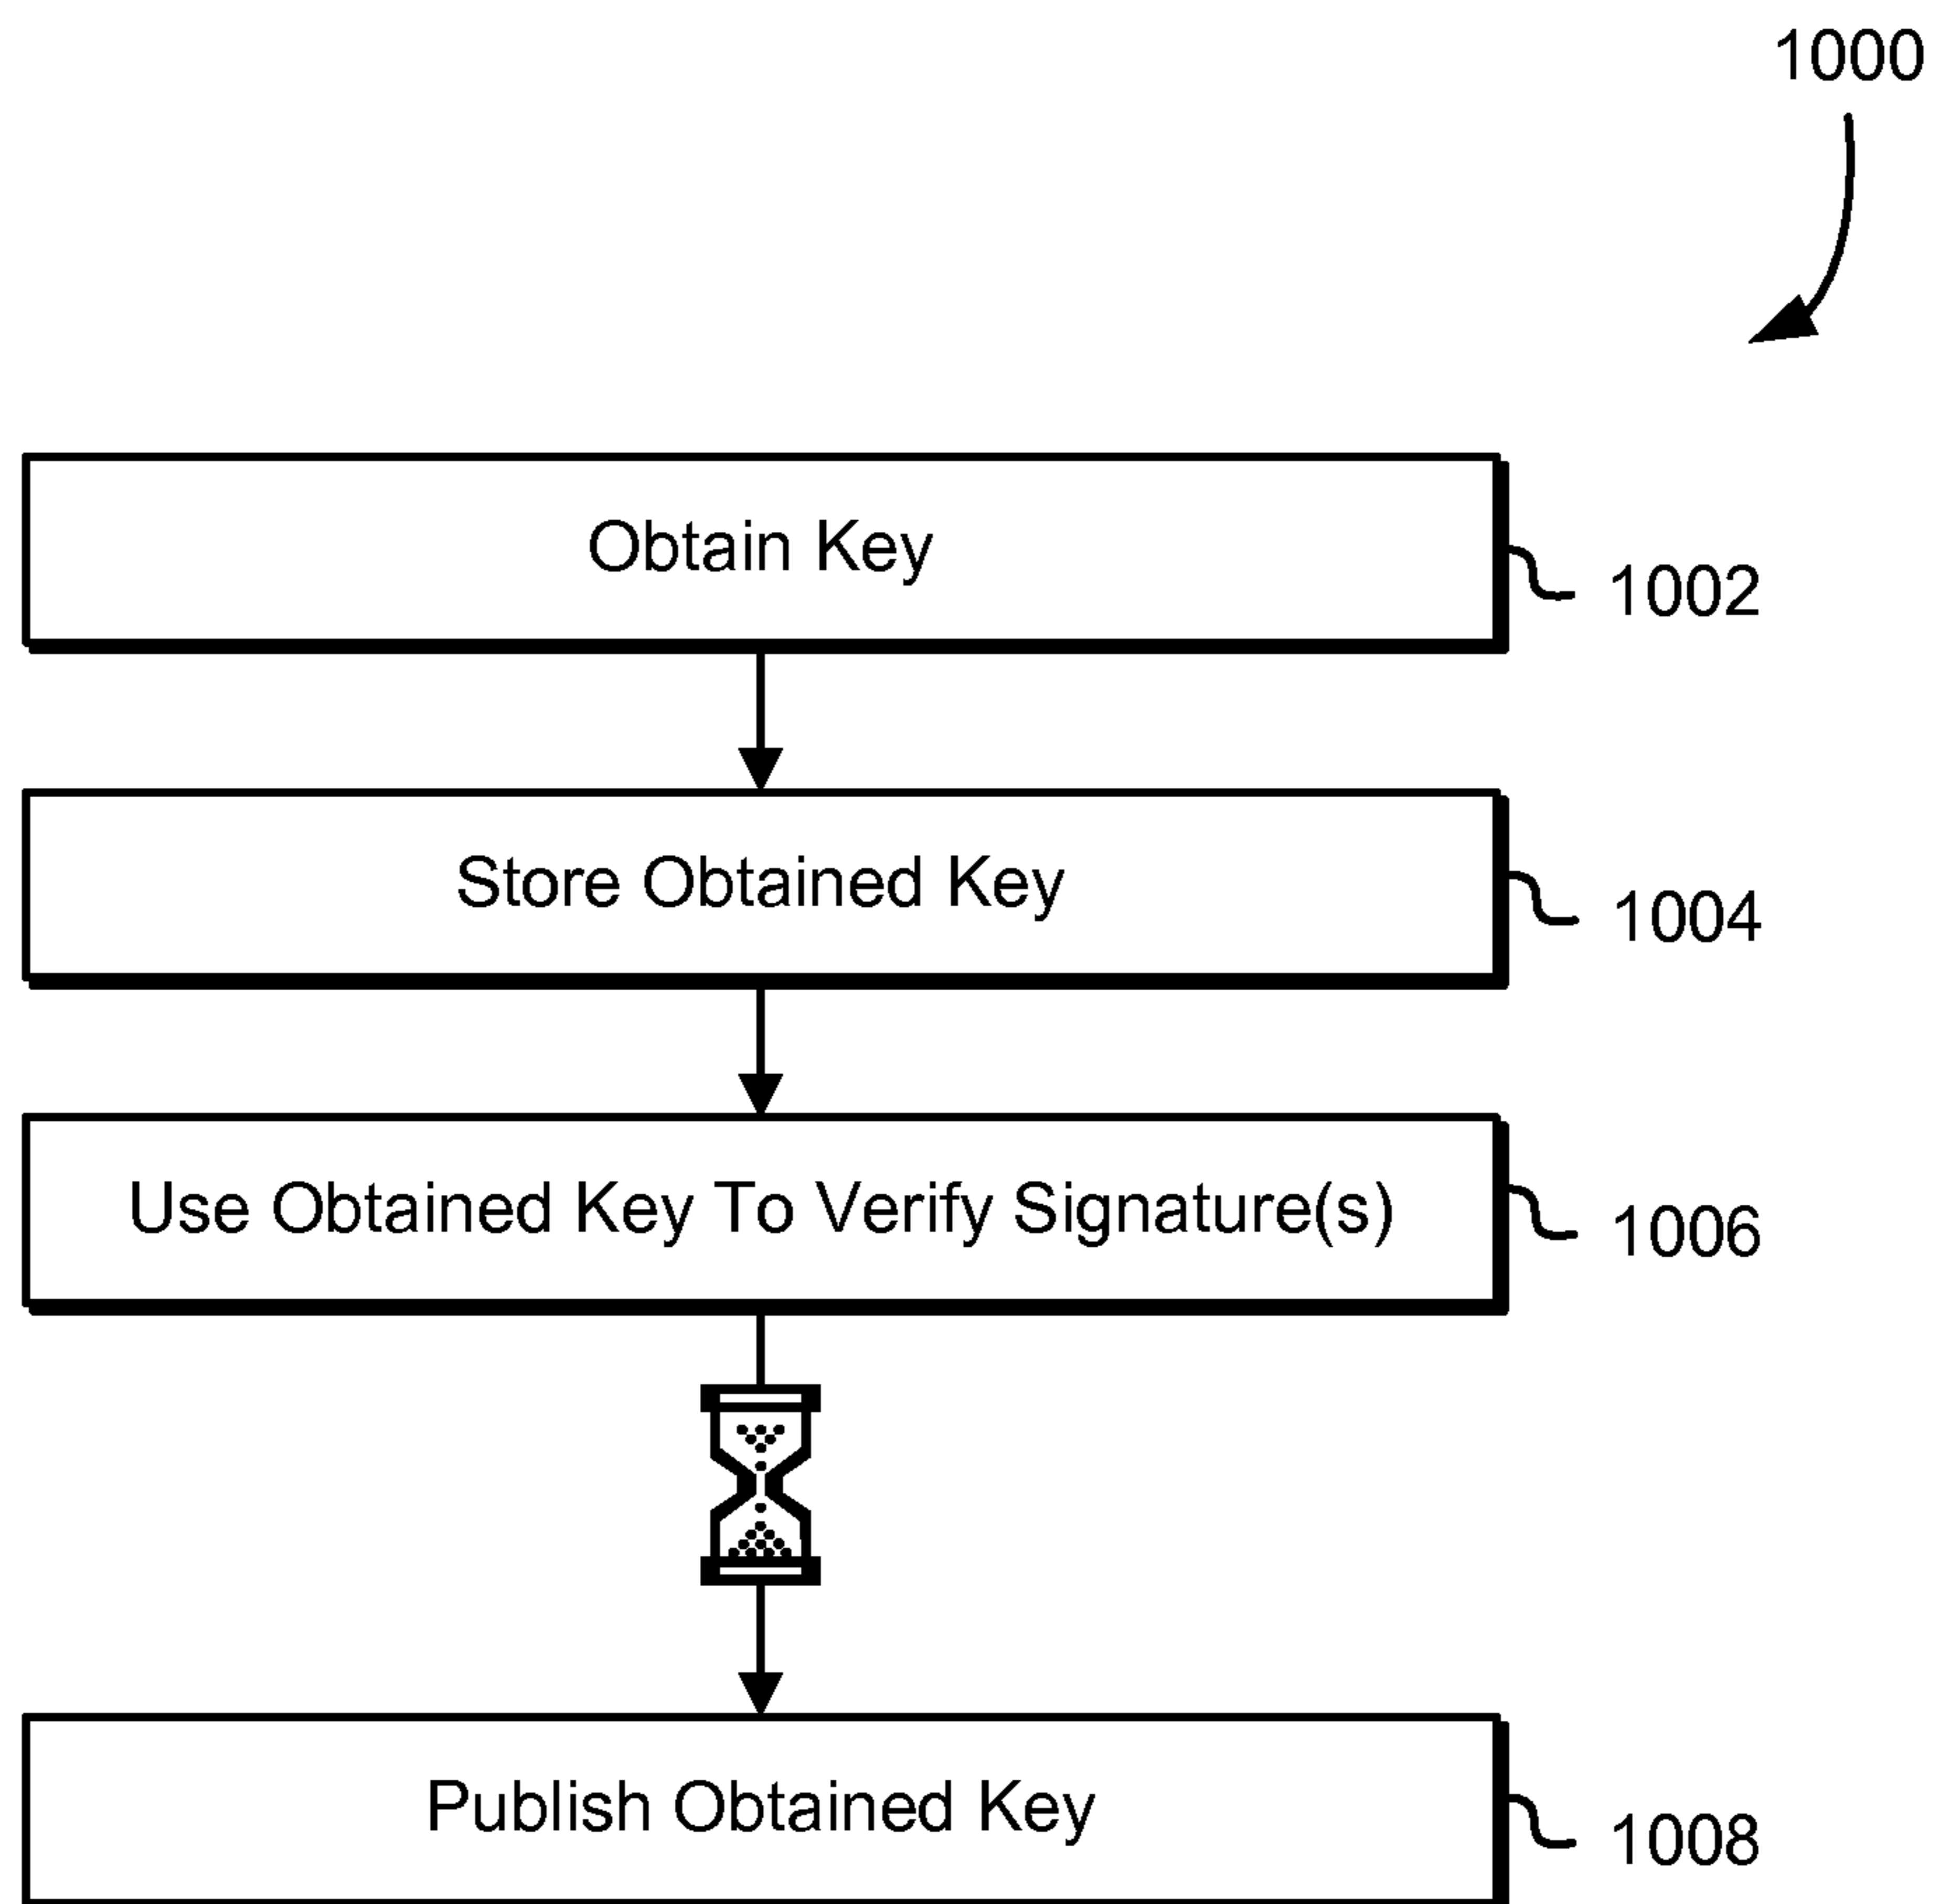 1000
Obtain Key
1002
Store Obtained Key
1004
Use Obtained Key To Verify Signature(s)
1006
Publish Obtained Key
1008